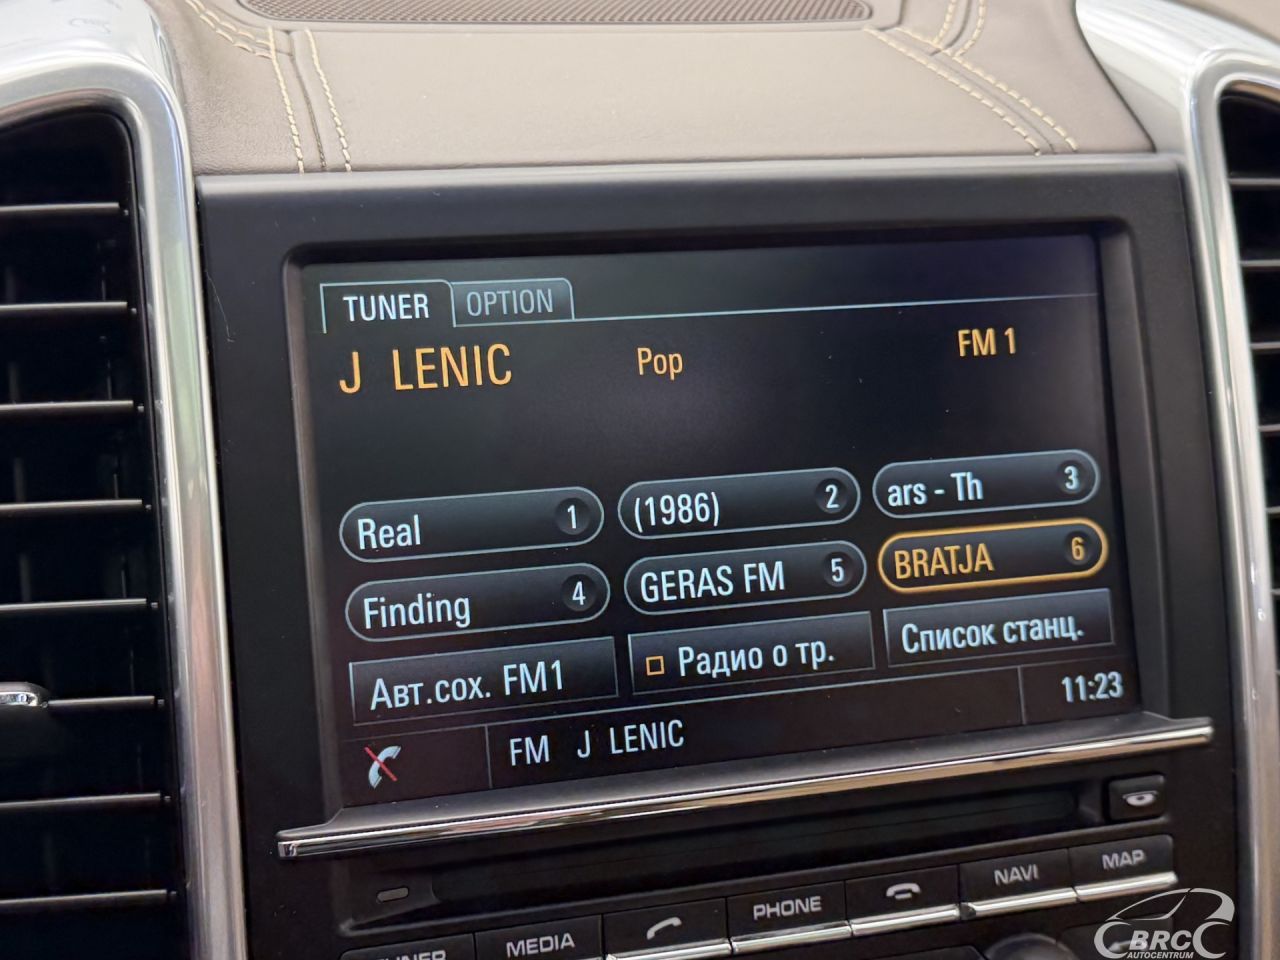 TUNER OPTION
J LENIC Pop FM 1
Real 1 (1986) 2 ars - Th 3
Finding 4 GERAS FM 5 BRATJA 6
Авт.сох. FM1 Радио о тр. Список станц.
FM J LENIC 11:23
NAVI MAP
TUNER MEDIA PHONE
BRC
AUTOCENTRUM